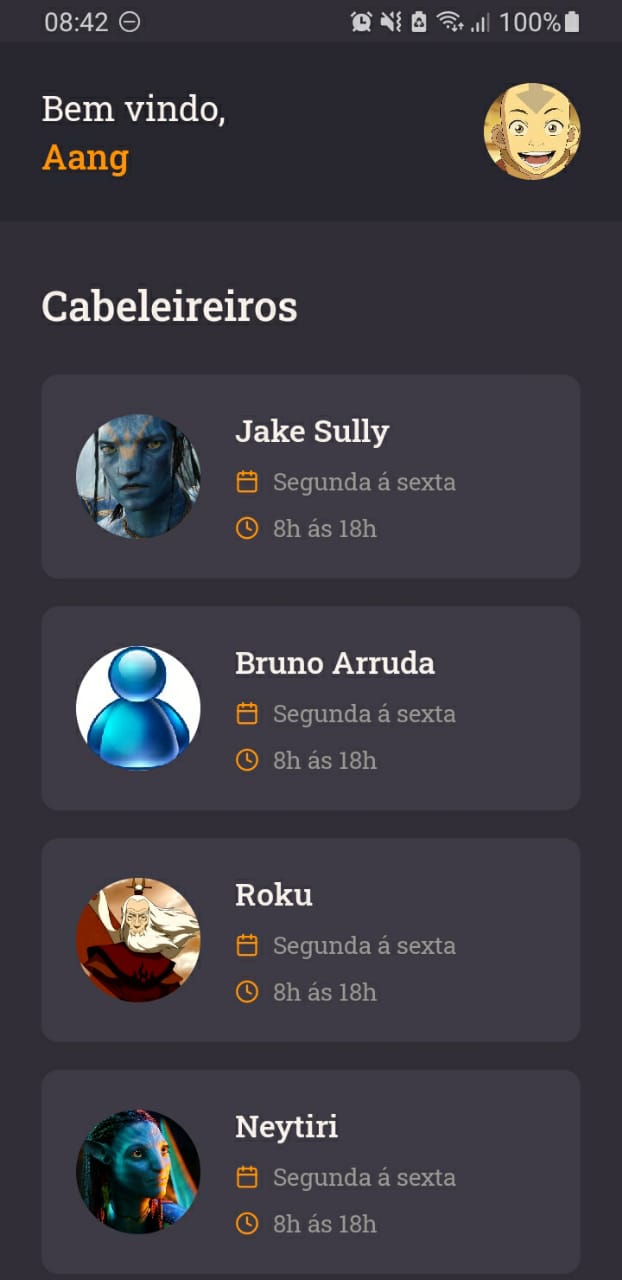 08:42
100%
Bem vindo,
Aang
Cabeleireiros
Jake Sully
Segunda á sexta
8h ás 18h
Bruno Arruda
Segunda á sexta
8h ás 18h
Roku
Segunda á sexta
8h ás 18h
Neytiri
Segunda á sexta
8h ás 18h